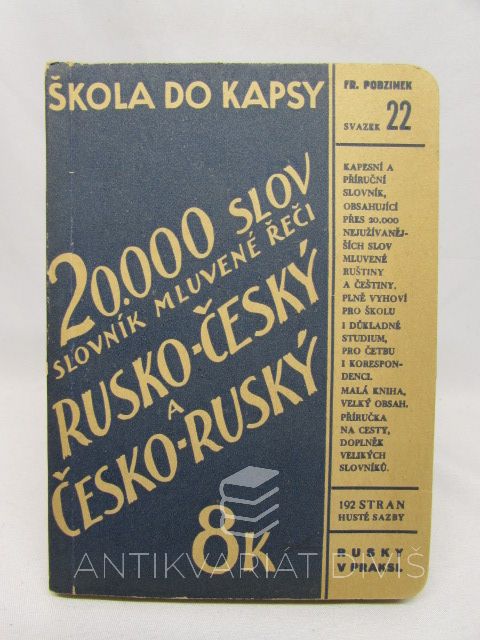 ŠKOLA DO KAPSY
20.000 SLOV
SLOVNÍK MLUVENÉ ŘEČI
RUSKO-ČESKÝ
A
ČESKO-RUSKÝ
8K
FR. PODZIMEK
SVAZEK 22
KAPESNÍ A
PŘÍRUČNÍ
SLOVNÍK,
OBSAHUJÍCÍ
PŘES 20.000
NEJUŽÍVANĚJ-
ŠÍCH SLOV
MLUVENÉ
RUŠTINY
A ČEŠTINY.
PLNĚ VYHOVÍ
PRO ŠKOLU
I DŮKLADNÉ
STUDIUM,
PRO ČETBU
I KORESPON-
DENCI.
MALÁ KNIHA,
VELKÝ OBSAH.
PŘÍRUČKA
NA CESTY,
DOPLNĚK
VELIKÝCH
SLOVNÍKŮ.
192 STRAN
HUSTÉ SAZBY
RUSKY
V PRAKSI.
ANTIKVARIÁT DIVIŠ